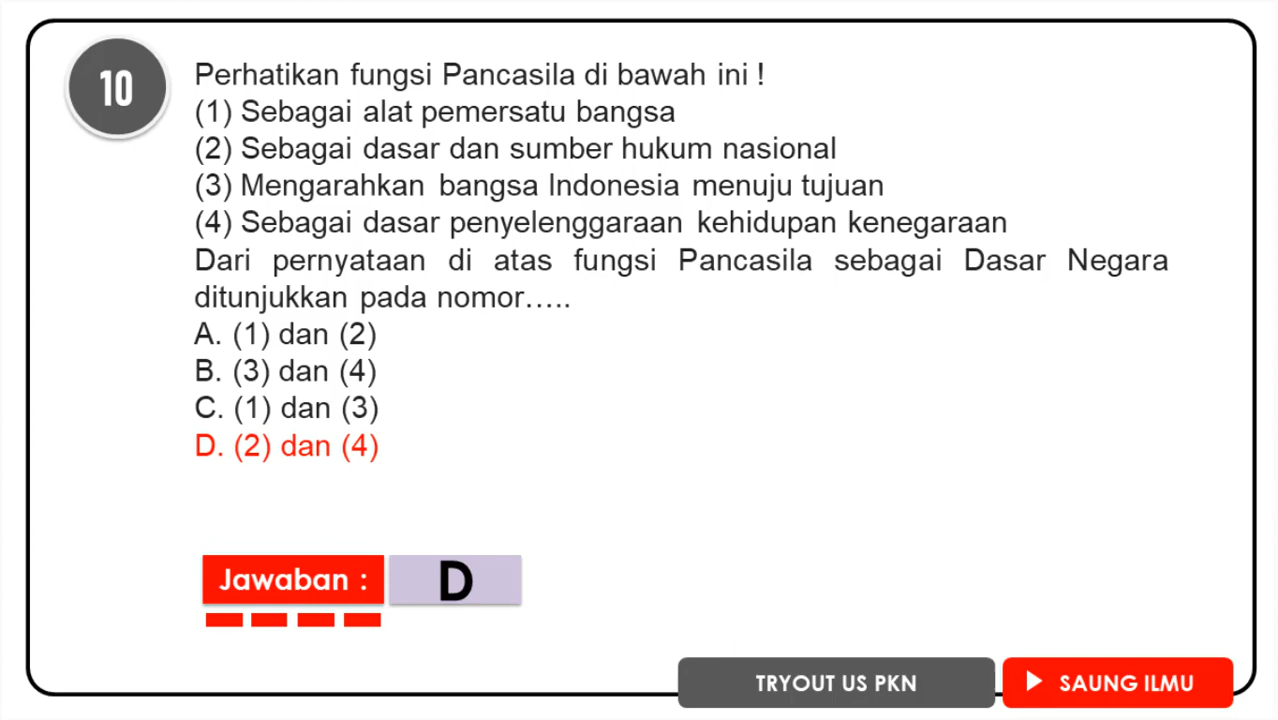 10
Perhatikan fungsi Pancasila di bawah ini !
(1) Sebagai alat pemersatu bangsa
(2) Sebagai dasar dan sumber hukum nasional
(3) Mengarahkan bangsa Indonesia menuju tujuan
(4) Sebagai dasar penyelenggaraan kehidupan kenegaraan
Dari pernyataan di atas fungsi Pancasila sebagai Dasar Negara
ditunjukkan pada nomor…..
A. (1) dan (2)
B. (3) dan (4)
C. (1) dan (3)
D. (2) dan (4)
Jawaban : D
TRYOUT US PKN
SAUNG ILMU